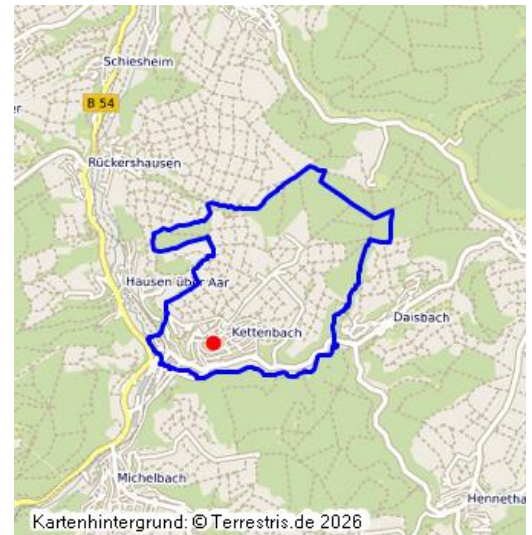 Schiesheim
B 54
Rückershausen
Hausen über Aar
Kettenbach
Daisbach
Michelbach
Hennetha
Kartenhintergrund: © Terrestris.de 2026